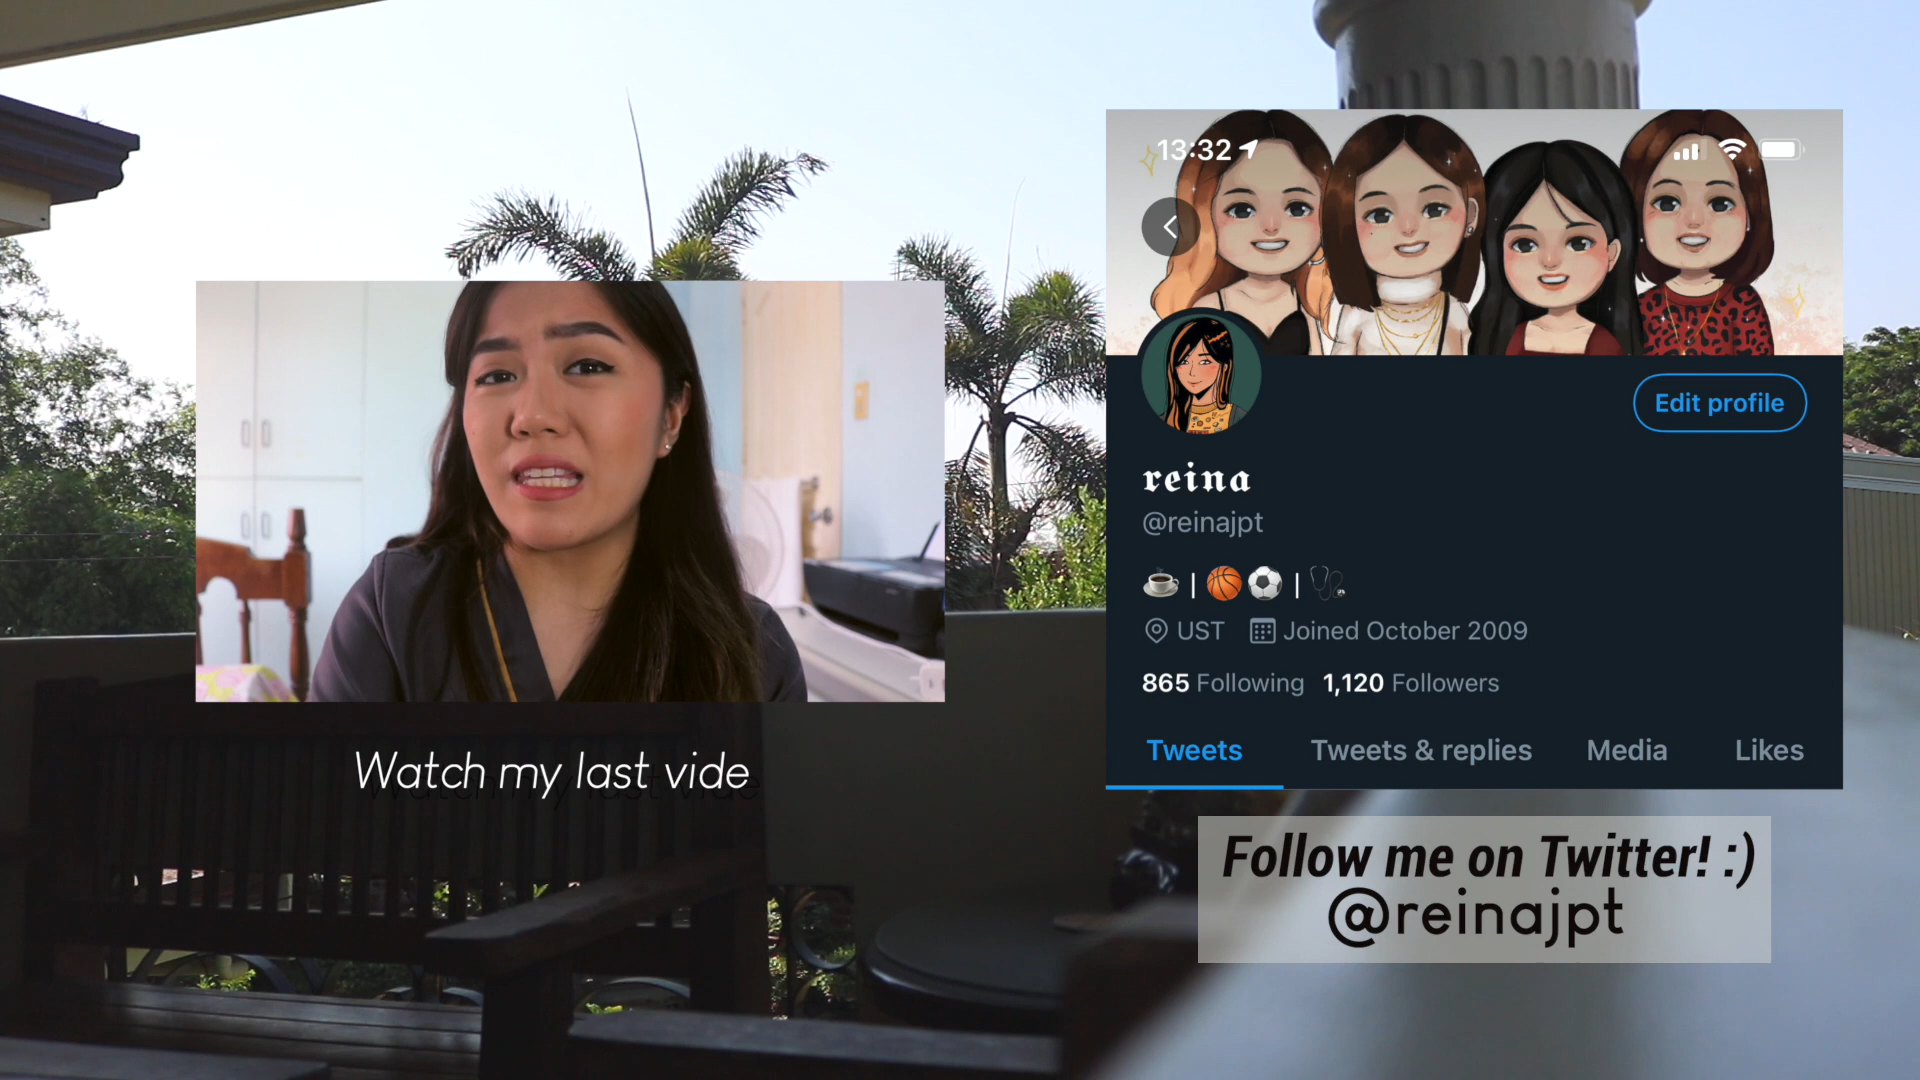 Watch my last vide
13:32
Edit profile
reina
@reinajpt
☕ | 🏀⚽ | 🩺
UST Joined October 2009
865 Following 1,120 Followers
Tweets Tweets & replies Media Likes
Follow me on Twitter! :)
@reinajpt